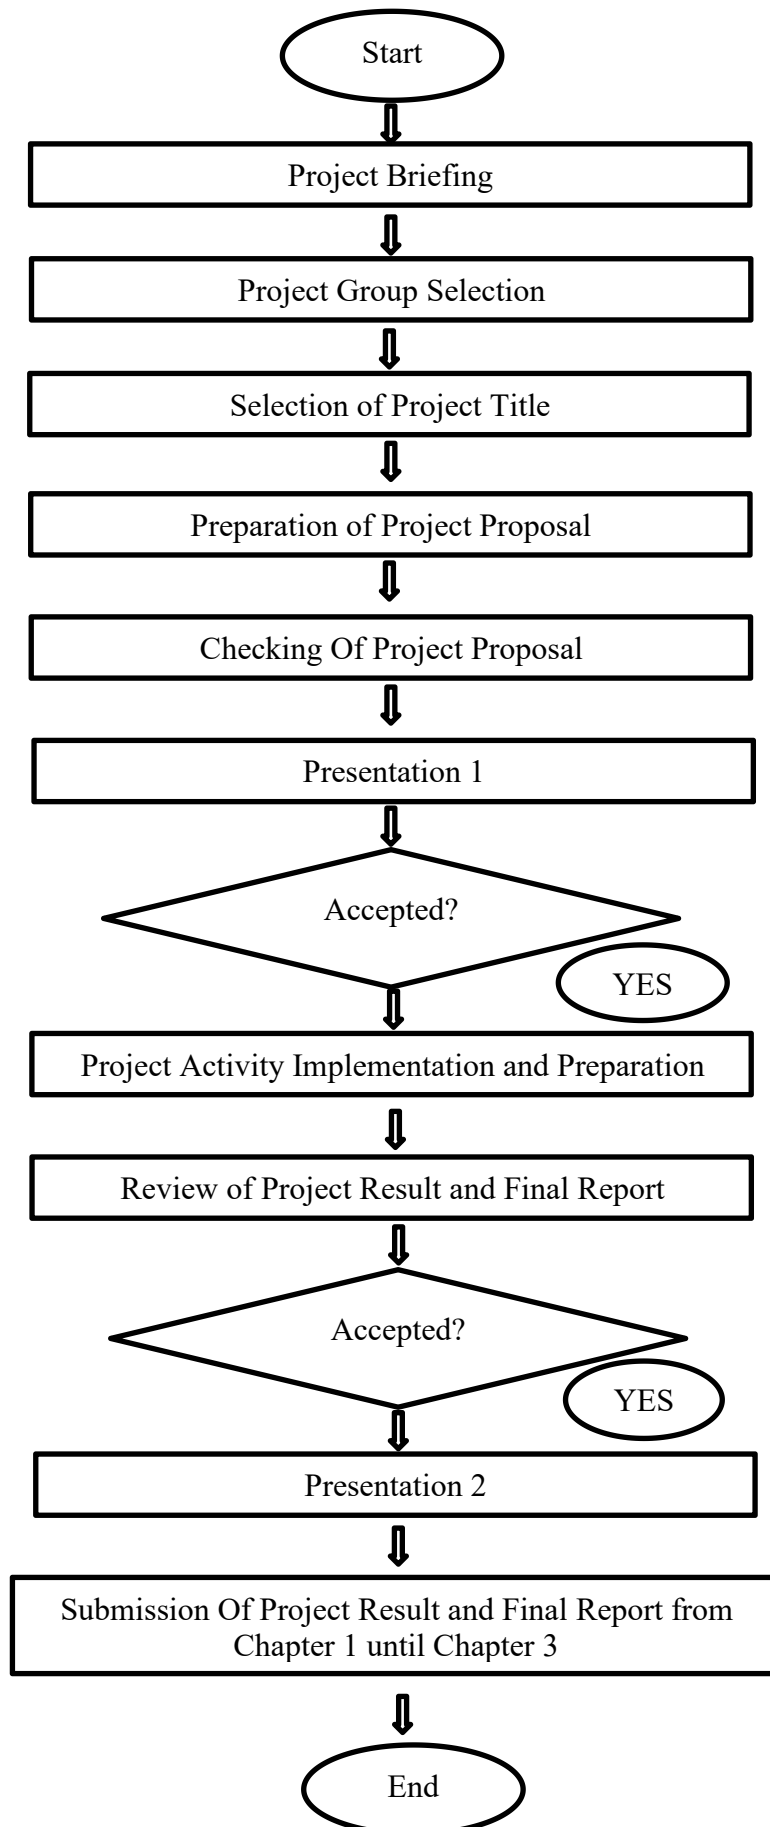 Start
Project Briefing
Project Group Selection
Selection of Project Title
Preparation of Project Proposal
Checking Of Project Proposal
Presentation 1
Accepted?
YES
Project Activity Implementation and Preparation
Review of Project Result and Final Report
Accepted?
YES
Presentation 2
Submission Of Project Result and Final Report from
Chapter 1 until Chapter 3
End